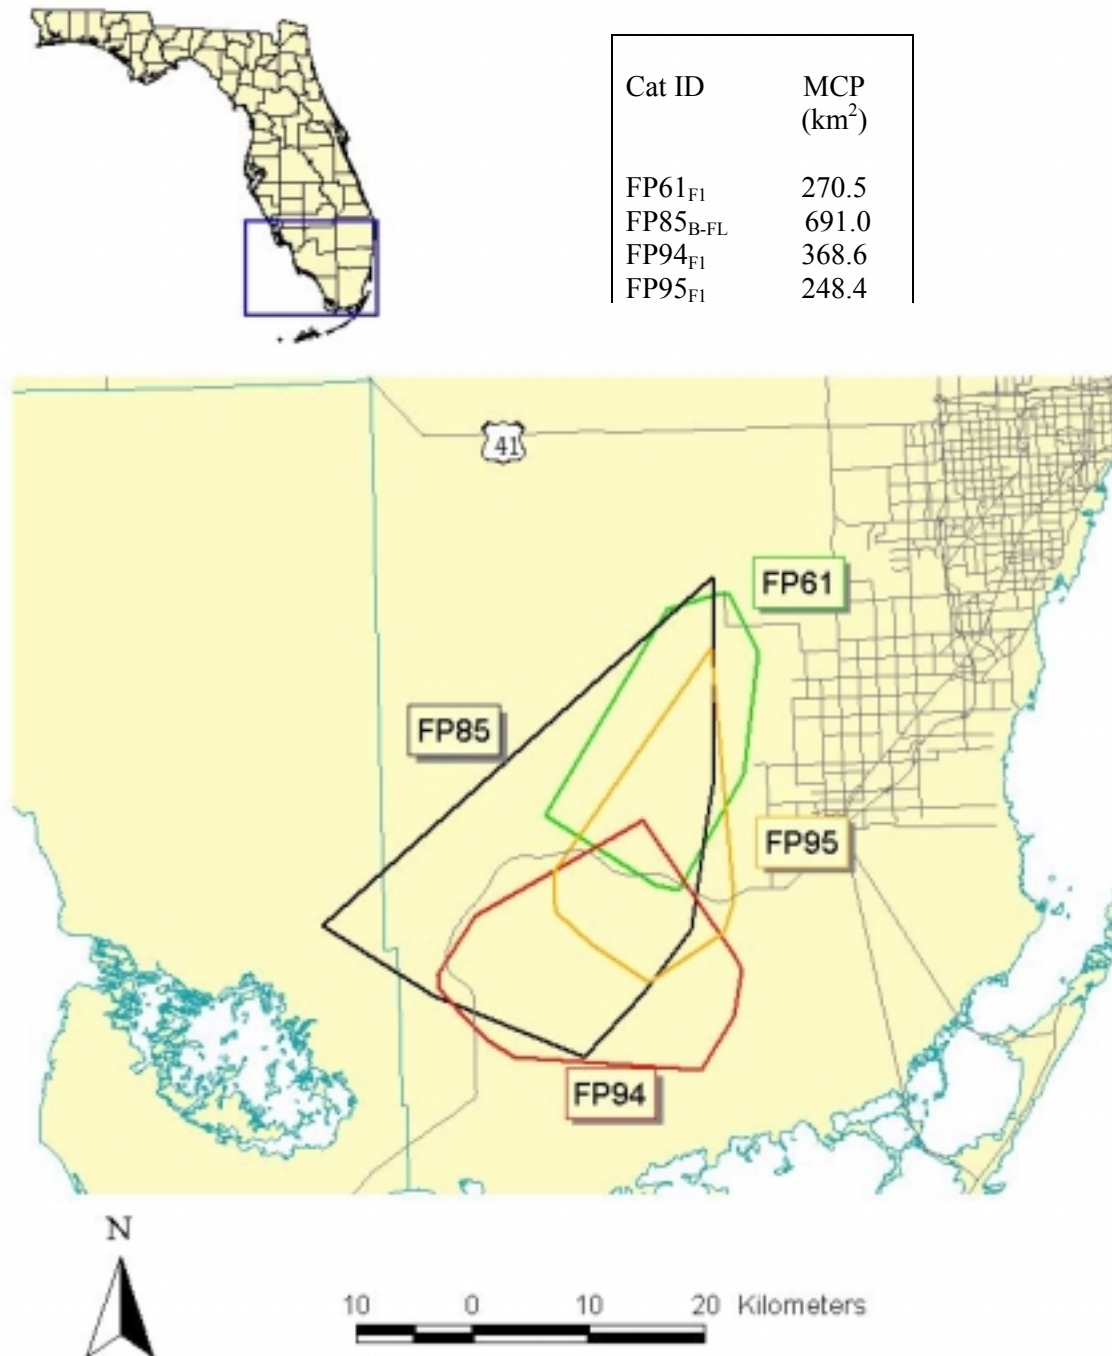 Cat ID MCP
(km²)
FP61F1 270.5
FP85B-FL 691.0
FP94F1 368.6
FP95F1 248.4
41
FP61
FP85
FP95
FP94
N
10 0 10 20 Kilometers